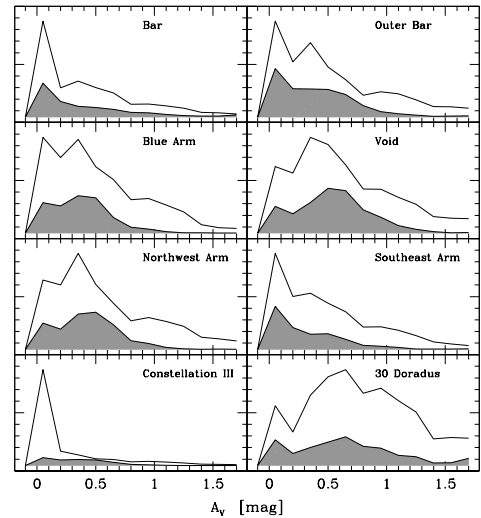 Bar
Outer Bar
Blue Arm
Void
Northwest Arm
Southeast Arm
Constellation III
30 Doradus
0 0.5 1 1.5 0 0.5 1 1.5
A_v [mag]